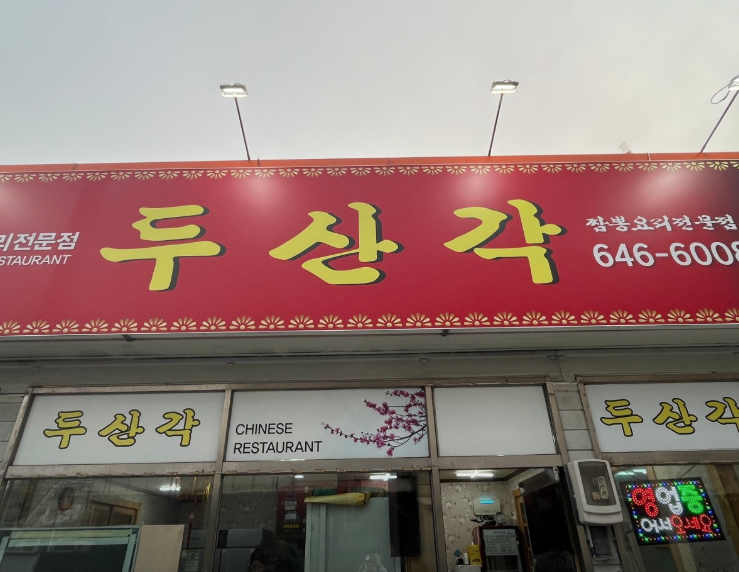 리전문점
STAURANT
두산각
짬뽕요리전문점
646-6008
두산각
CHINESE
RESTAURANT
두산각
영업중
어서오세요